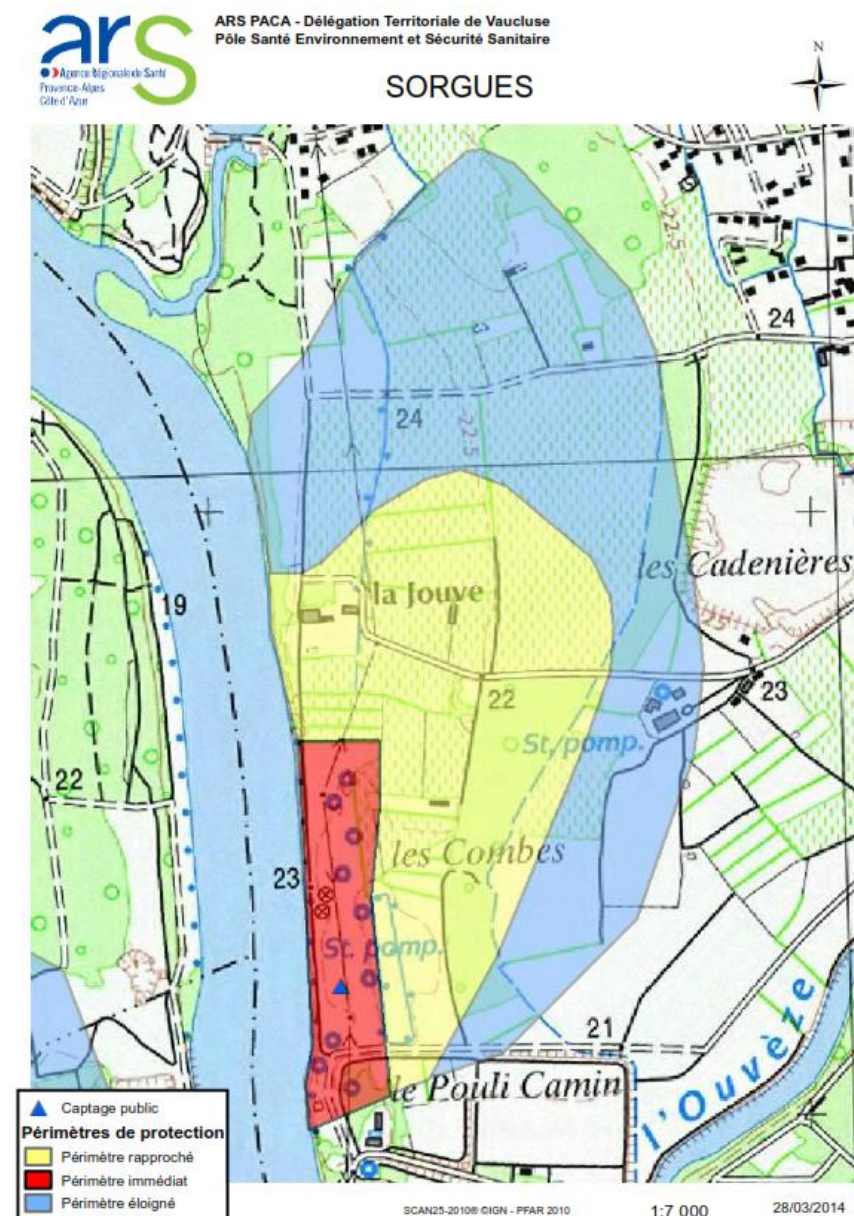 ars
Agence Régionale de Santé
Provence-Alpes
Côte d'Azur
ARS PACA - Délégation Territoriale de Vaucluse
Pôle Santé Environnement et Sécurité Sanitaire
SORGUES
N
22.5
24
24
22.5
les Cadenières
19
la Jouve
25
22
23
St. pomp.
22
les Combes
23
St. pomp.
21
le Pouli Camin
l'Ouvèze
Captage public
Périmètres de protection
Périmètre rapproché
Périmètre immédiat
Périmètre éloigné
SCAN25-2010® ©IGN - PFAR 2010
1:7 000
28/03/2014